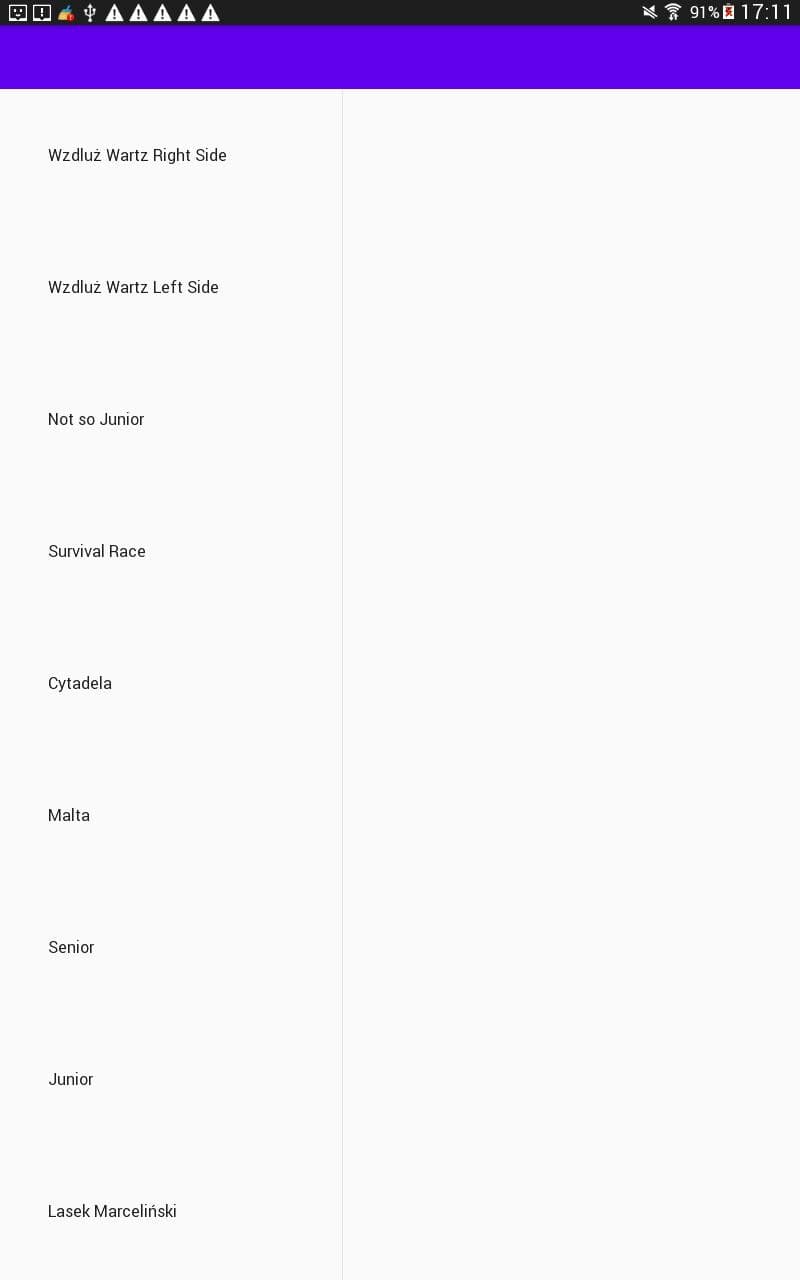 91% 17:11
Wzdluż Wartz Right Side
Wzdluż Wartz Left Side
Not so Junior
Survival Race
Cytadela
Malta
Senior
Junior
Lasek Marceliński